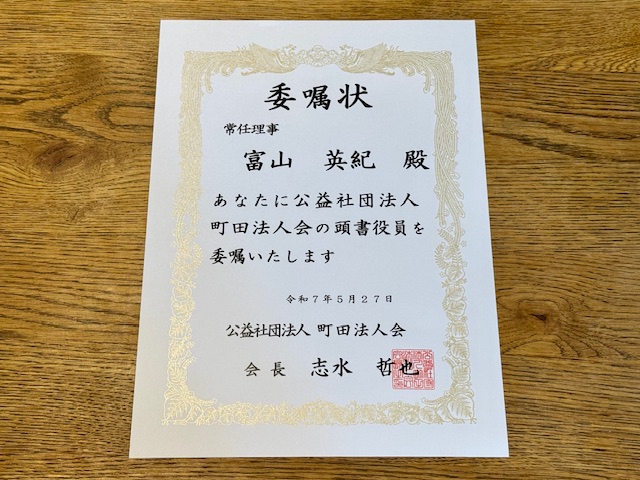 委嘱状
常任理事
富山 英紀 殿
あなたに公益社団法人
町田法人会の頭書役員を
委嘱いたします
令和7年5月27日
公益社団法人 町田法人会
会長 志水 哲也